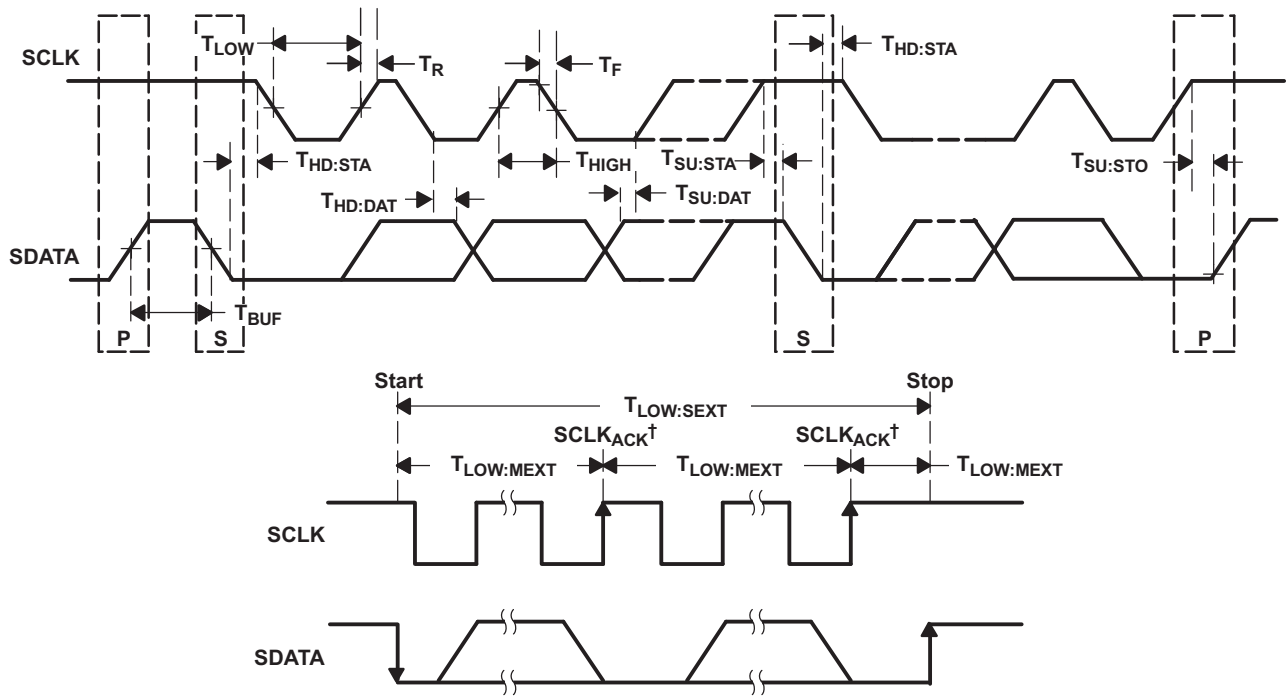 SCLK
T_LOW
T_R
T_F
T_HD:STA
T_HD:STA
T_HD:DAT
T_HIGH
T_SU:STA
T_SU:DAT
T_SU:STO
SDATA
T_BUF
P
S
S
P
Start
Stop
T_LOW:SEXT
SCLK_ACK†
SCLK_ACK†
T_LOW:MEXT
T_LOW:MEXT
T_LOW:MEXT
SCLK
SDATA